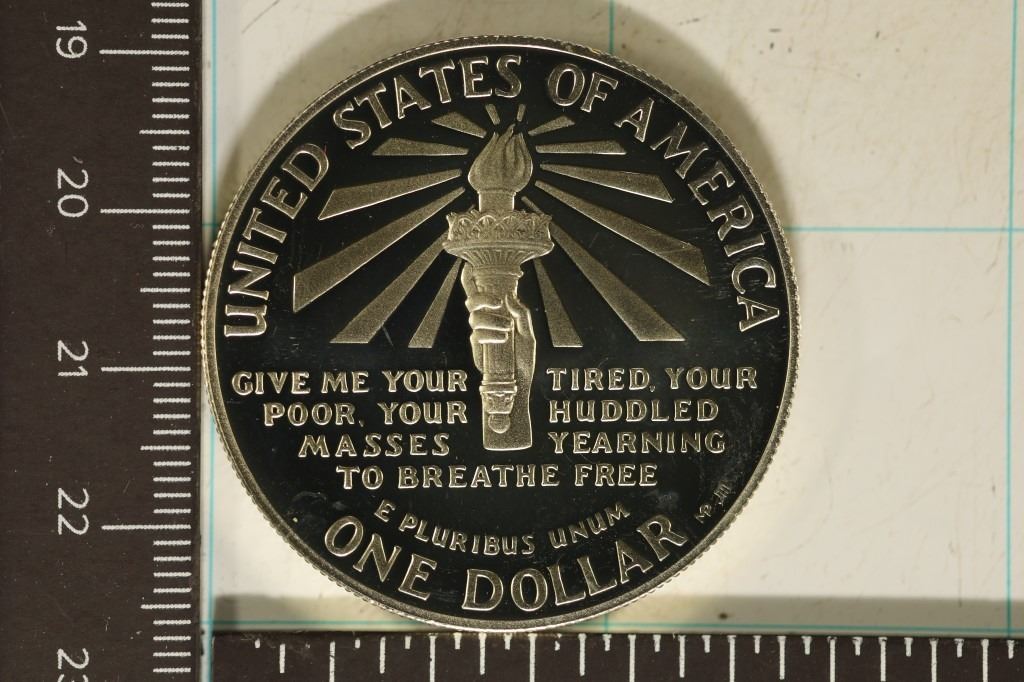 UNITED STATES OF AMERICA
GIVE ME YOUR TIRED, YOUR
POOR, YOUR HUDDLED
MASSES YEARNING
TO BREATHE FREE
E PLURIBUS UNUM
ONE DOLLAR
19
20
21
22
23